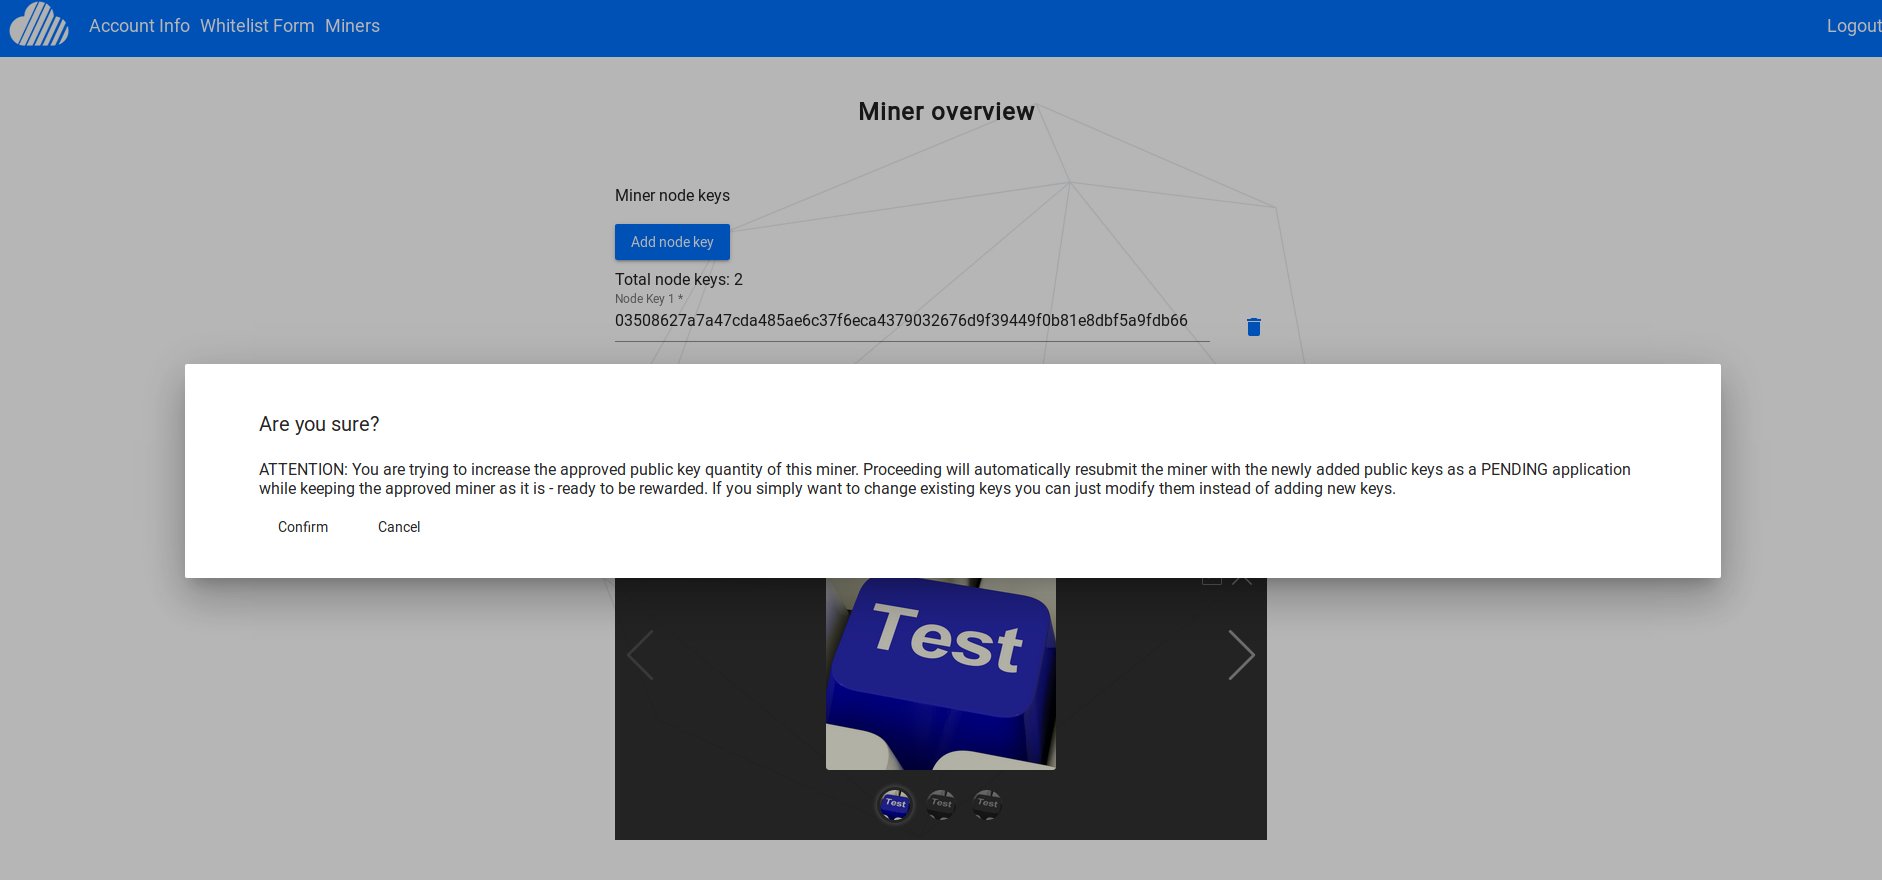 Account Info Whitelist Form Miners Logout
Miner overview
Miner node keys
Add node key
Total node keys: 2
Node Key 1 *
03508627a7a47cda485ae6c37f6eca4379032676d9f39449f0b81e8dbf5a9fdb66
Are you sure?
ATTENTION: You are trying to increase the approved public key quantity of this miner. Proceeding will automatically resubmit the miner with the newly added public keys as a PENDING application
while keeping the approved miner as it is - ready to be rewarded. If you simply want to change existing keys you can just modify them instead of adding new keys.
Confirm Cancel
Test
Test Test Test